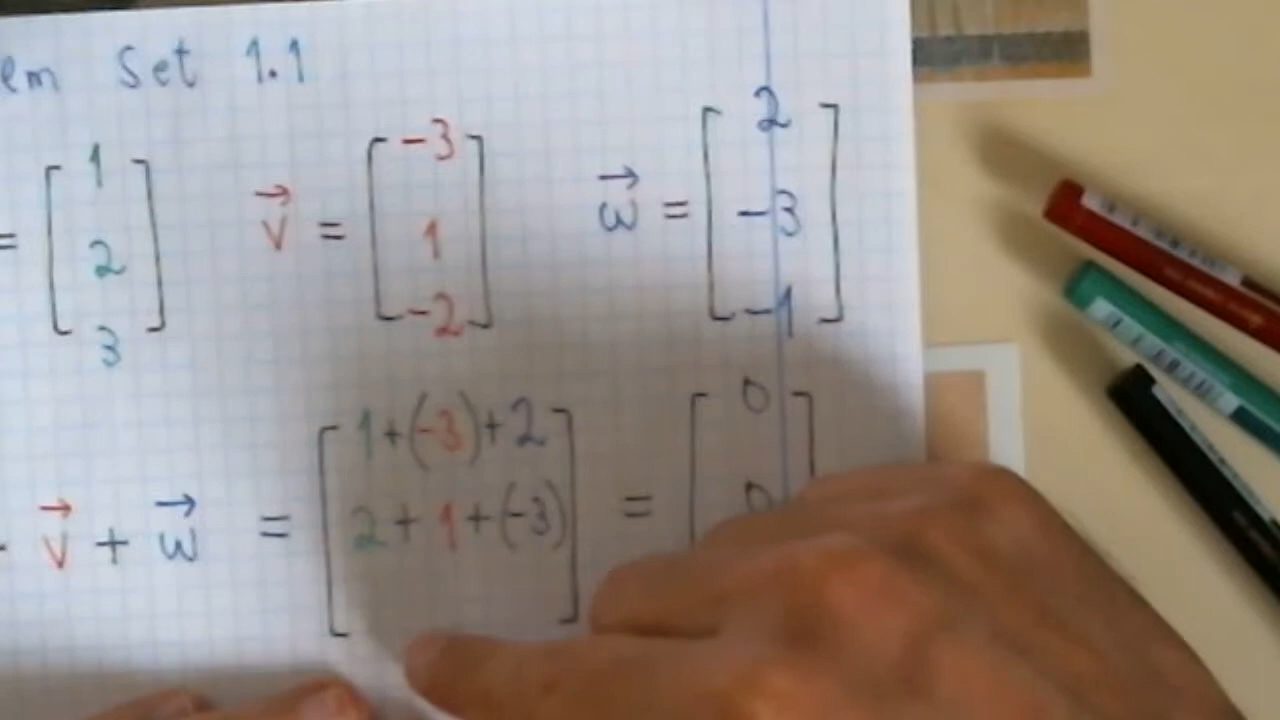 em Set 1.1
= [1 2 3] v⃗ = [-3 1 -2] w⃗ = [2 -3 -1]
v⃗ + w⃗ = [1+(-3)+2 2+1+(-3)] = [0 0]